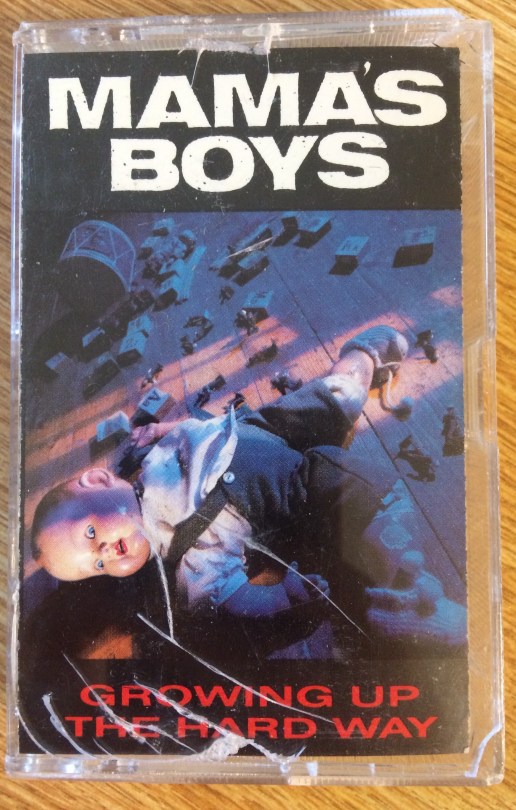 MAMA'S
BOYS
GROWING UP
THE HARD WAY